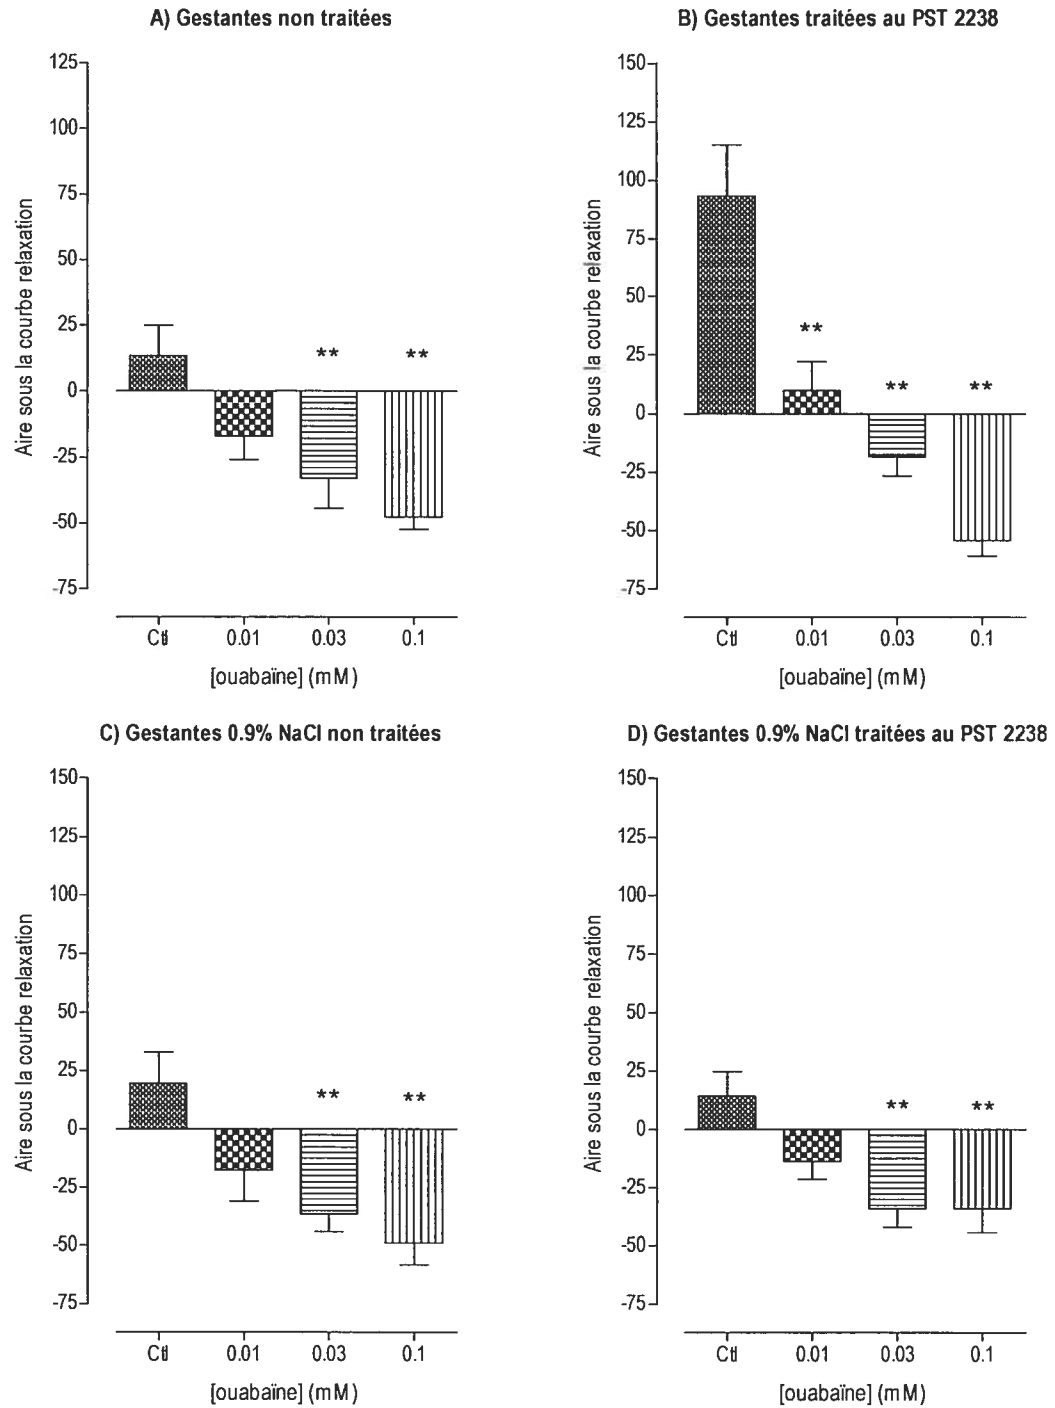 A) Gestantes non traitées
125
100
75
50
25
0
-25
-50
-75
Aire sous la courbe relaxation
** **
Ctl 0.01 0.03 0.1
[ouabaïne] (mM)
B) Gestantes traitées au PST 2238
150
125
100
75
50
25
0
-25
-50
-75
Aire sous la courbe relaxation
** ** **
Ctl 0.01 0.03 0.1
[ouabaïne] (mM)
C) Gestantes 0.9% NaCl non traitées
150
125
100
75
50
25
0
-25
-50
-75
Aire sous la courbe relaxation
** **
Ctl 0.01 0.03 0.1
[ouabaïne] (mM)
D) Gestantes 0.9% NaCl traitées au PST 2238
150
125
100
75
50
25
0
-25
-50
-75
Aire sous la courbe relaxation
** **
Ctl 0.01 0.03 0.1
[ouabaïne] (mM)